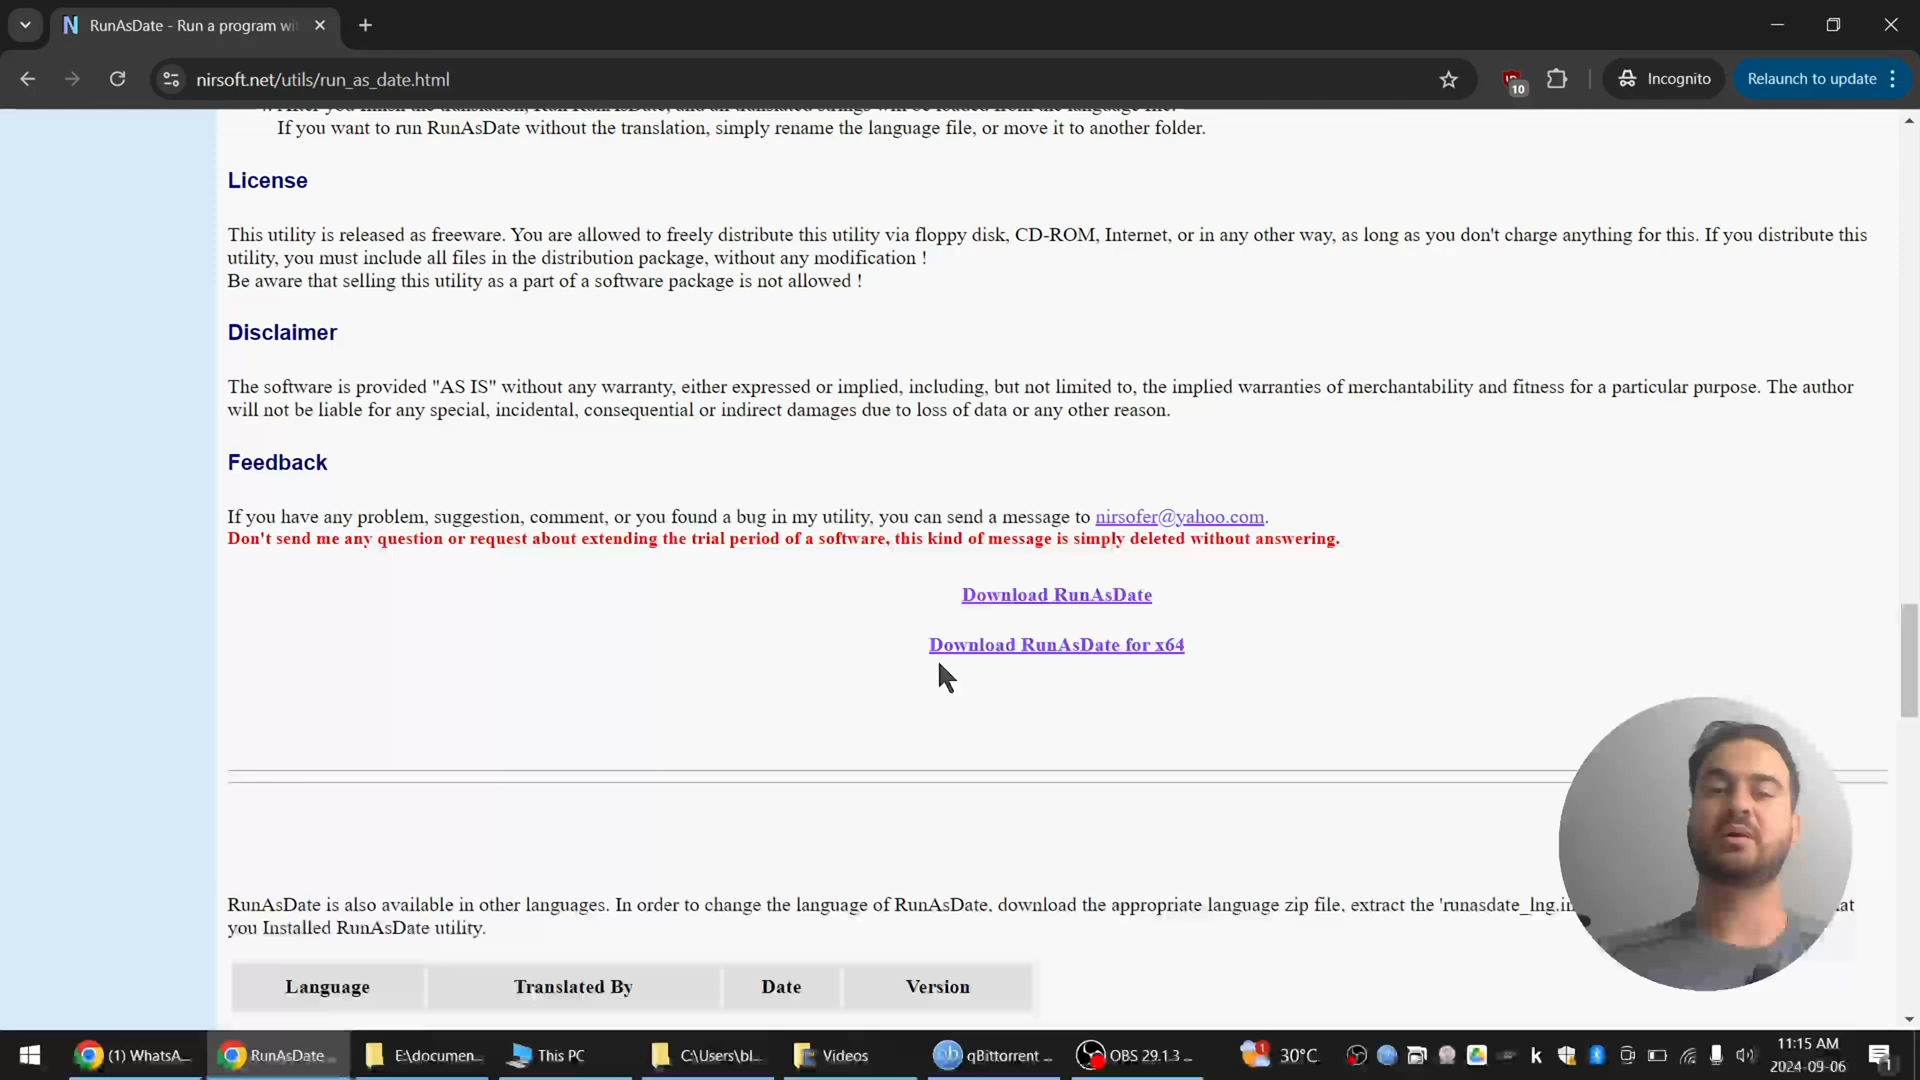 RunAsDate - Run a program wi
nirsoft.net/utils/run_as_date.html
10
Incognito
Relaunch to update
If you want to run RunAsDate without the translation, simply rename the language file, or move it to another folder.
License
This utility is released as freeware. You are allowed to freely distribute this utility via floppy disk, CD-ROM, Internet, or in any other way, as long as you don't charge anything for this. If you distribute this
utility, you must include all files in the distribution package, without any modification !
Be aware that selling this utility as a part of a software package is not allowed !
Disclaimer
The software is provided "AS IS" without any warranty, either expressed or implied, including, but not limited to, the implied warranties of merchantability and fitness for a particular purpose. The author
will not be liable for any special, incidental, consequential or indirect damages due to loss of data or any other reason.
Feedback
If you have any problem, suggestion, comment, or you found a bug in my utility, you can send a message to nirsofer@yahoo.com.
Don't send me any question or request about extending the trial period of a software, this kind of message is simply deleted without answering.
Download RunAsDate
Download RunAsDate for x64
RunAsDate is also available in other languages. In order to change the language of RunAsDate, download the appropriate language zip file, extract the 'runasdate_lng.in
you Installed RunAsDate utility.
Language Translated By Date Version
(1) WhatsA... RunAsDate E:\documen... This PC C:\Users\bl... Videos qBittorrent ... OBS 29.1.3 ... 1 30°C 11:15 AM
2024-09-06 1